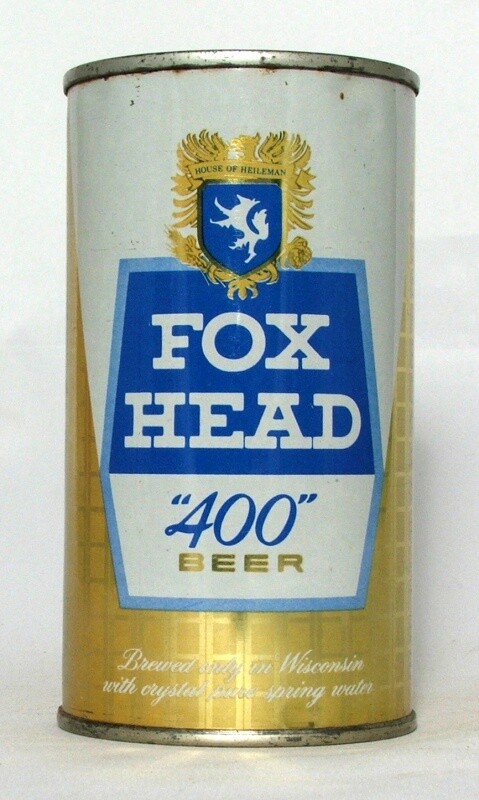 HOUSE OF HEILEMAN
FOX
HEAD
"400"
BEER
Brewed only in Wisconsin
with crystal pure spring water